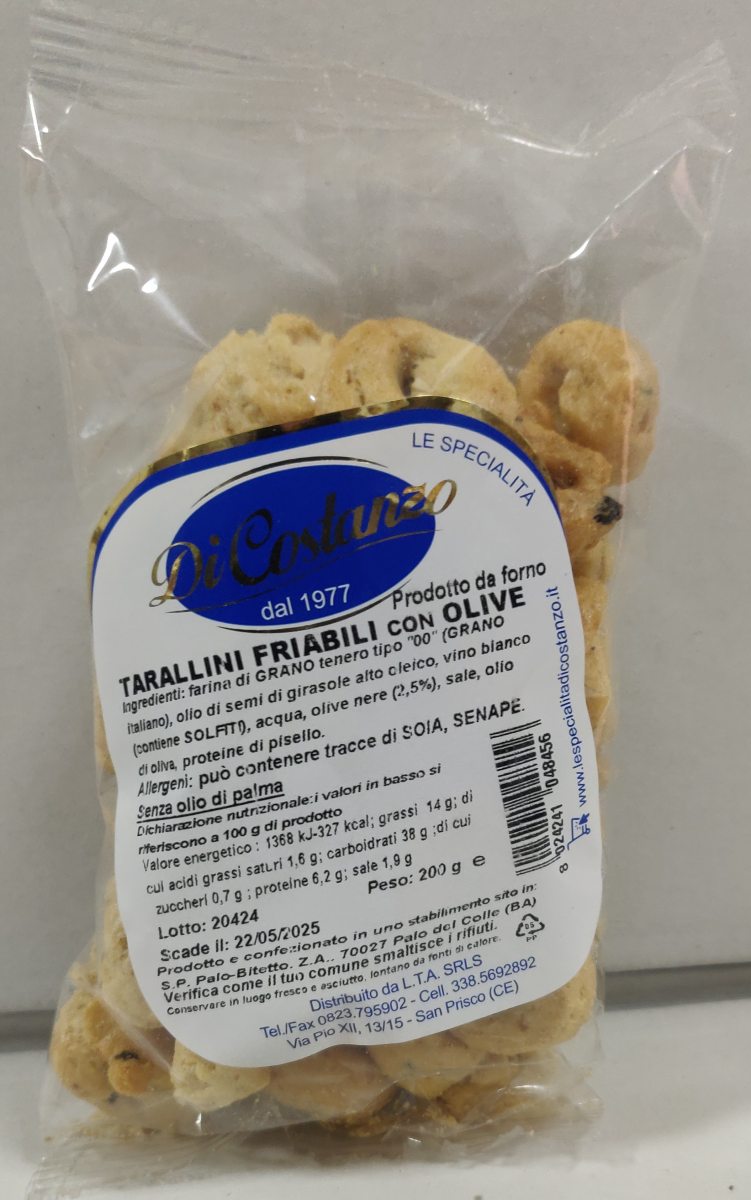 LE SPECIALITÀ
Di Costanzo
dal 1977
Prodotto da forno
TARALLINI FRIABILI CON OLIVE
Ingredienti: farina di GRANO tenero tipo "00" (GRANO
italiano), olio di semi di girasole alto oleico, vino bianco
(contiene SOLFITI), acqua, olive nere (2,5%), sale, olio
di oliva, proteine di pisello.
Allergeni: può contenere tracce di SOIA, SENAPE.
Senza olio di palma
Dichiarazione nutrizionale: i valori in basso si
riferiscono a 100 g di prodotto
Valore energetico : 1368 kJ-327 kcal; grassi 14 g; di
cui acidi grassi saturi 1,6 g; carboidrati 38 g ;di cui
zuccheri 0,7 g ; proteine 6,2 g; sale 1,9 g
Peso: 200 g e
Lotto: 20424
Scade il: 22/05/2025
Prodotto e confezionato in uno stabilimento sito in:
S.P. Palo-Bitetto, Z.A., 70027 Palo del Colle (BA)
Verifica come il tuo comune smaltisce i rifiuti.
Conservare in luogo fresco e asciutto, lontano da fonti di calore.
05
PP
Distribuito da L.T.A. SRLS
Tel./Fax 0823.795902 - Cell. 338.5692892
Via Pio XII, 13/15 - San Prisco (CE)
8 024241 048456
www.lespecialitadicostanzo.it